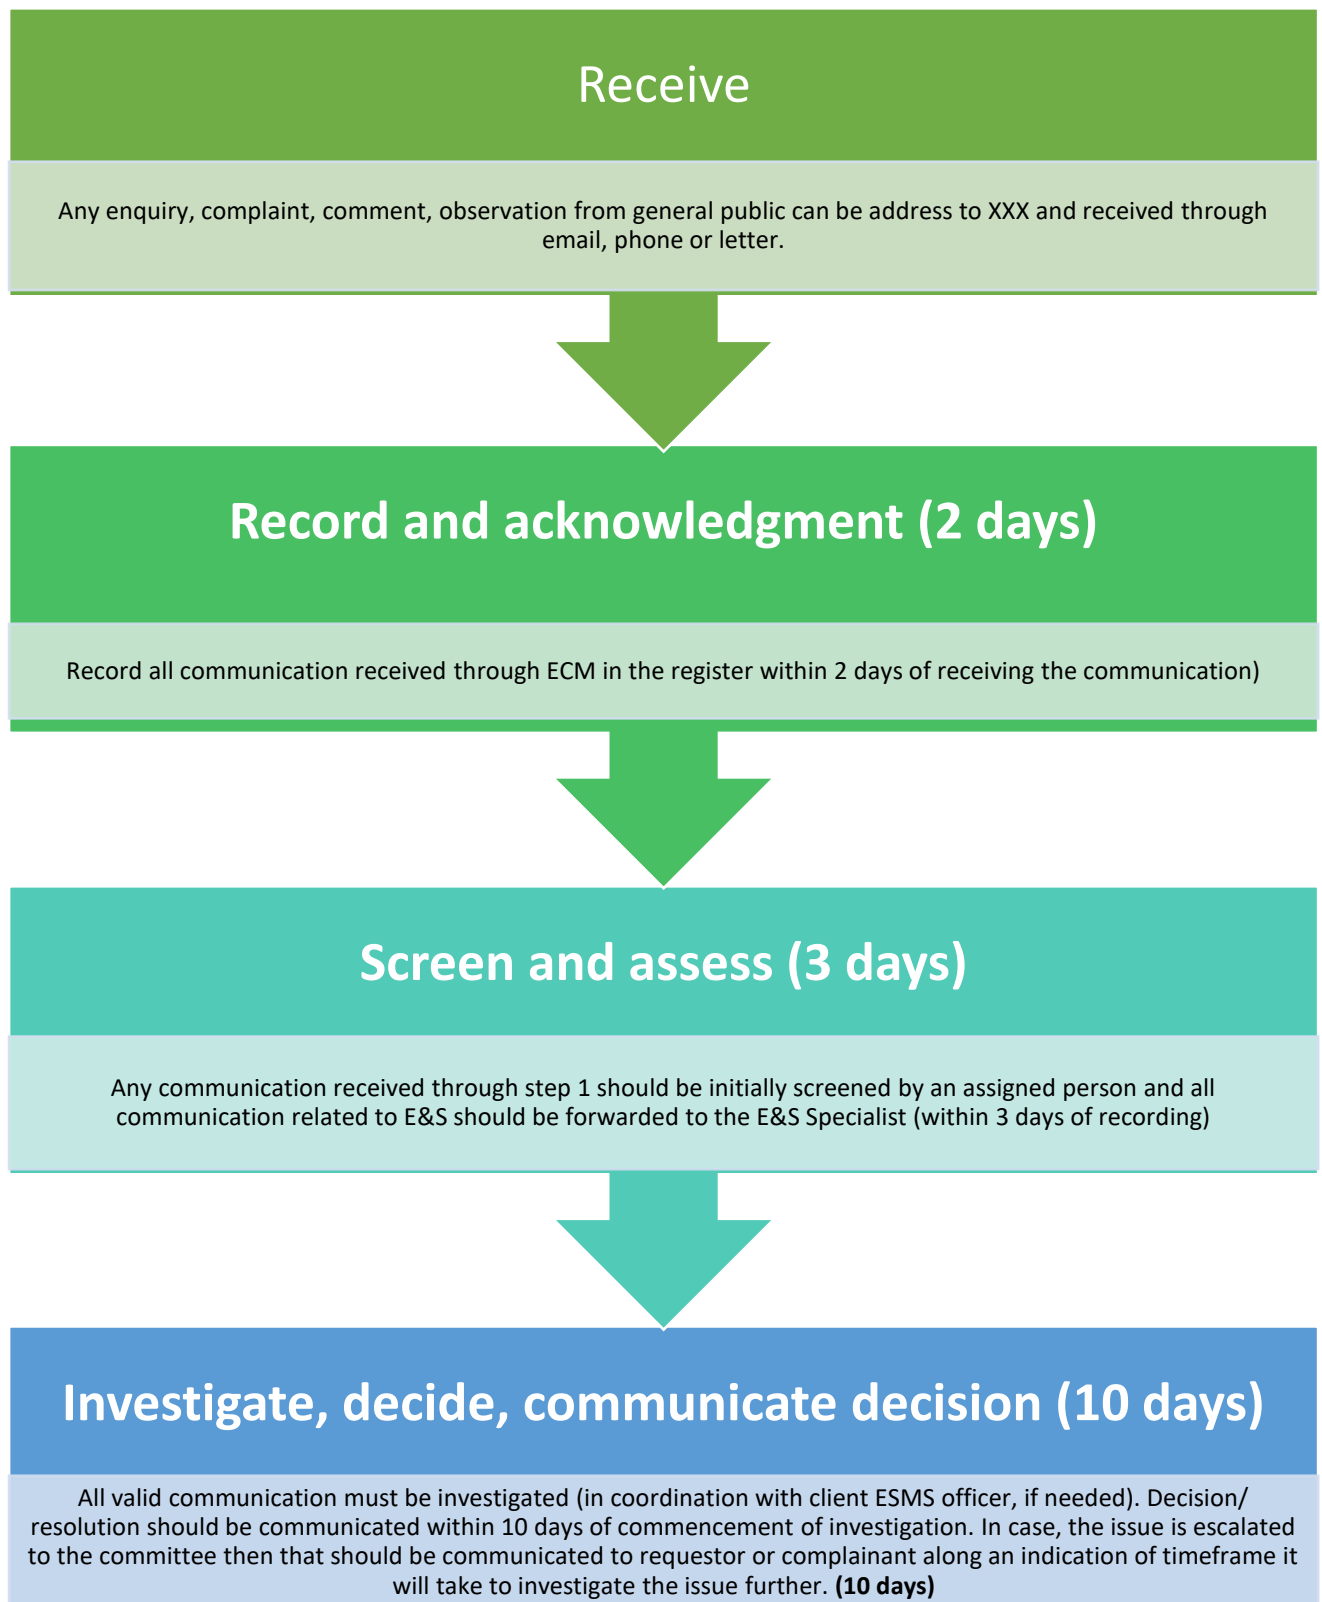 Receive
Any enquiry, complaint, comment, observation from general public can be address to XXX and received through
email, phone or letter.
Record and acknowledgment (2 days)
Record all communication received through ECM in the register within 2 days of receiving the communication)
Screen and assess (3 days)
Any communication received through step 1 should be initially screened by an assigned person and all
communication related to E&S should be forwarded to the E&S Specialist (within 3 days of recording)
Investigate, decide, communicate decision (10 days)
All valid communication must be investigated (in coordination with client ESMS officer, if needed). Decision/
resolution should be communicated within 10 days of commencement of investigation. In case, the issue is escalated
to the committee then that should be communicated to requestor or complainant along an indication of timeframe it
will take to investigate the issue further. (10 days)